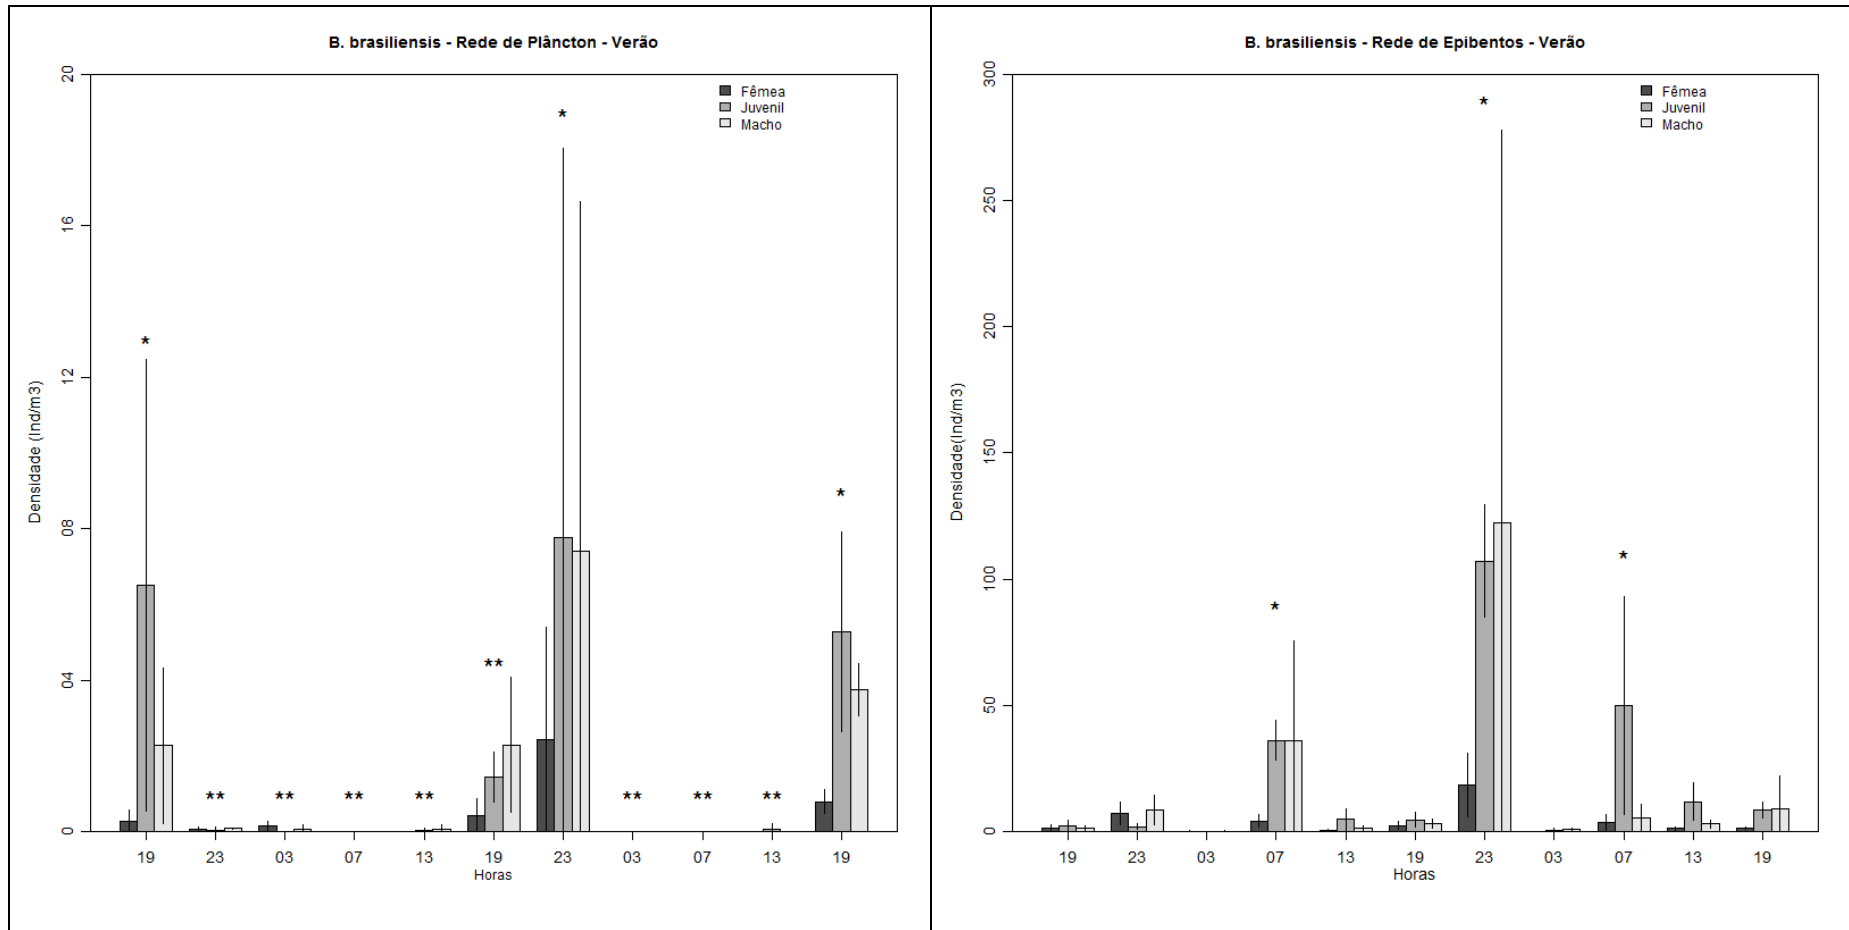 B. brasiliensis - Rede de Plâncton - Verão
20
16
12
08
04
0
Densidade (Ind/m3)
Fêmea
Juvenil
Macho
*
*
*
**
** ** ** ** ** ** **
19 23 03 07 13 19 23 03 07 13 19
Horas
B. brasiliensis - Rede de Epibentos - Verão
300
250
200
150
100
50
0
Densidade(Ind/m3)
Fêmea
Juvenil
Macho
*
*
*
19 23 03 07 13 19 23 03 07 13 19
Horas